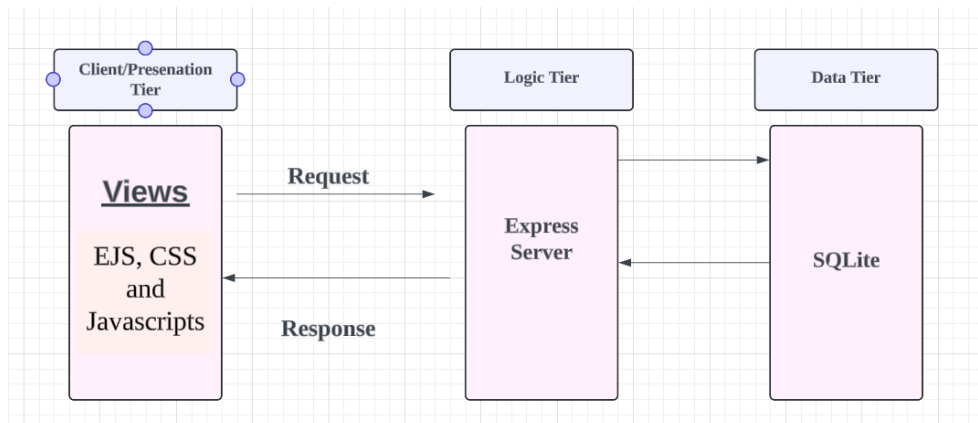 Client/Presenation
Tier
Logic Tier
Data Tier
Views
EJS, CSS
and
Javascripts
Request
Response
Express
Server
SQLite